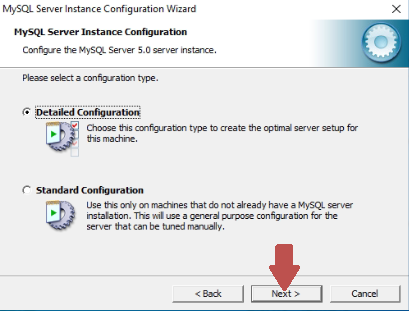 MySQL Server Instance Configuration Wizard
MySQL Server Instance Configuration
Configure the MySQL Server 5.0 server instance.
Please select a configuration type.
Detailed Configuration
Choose this configuration type to create the optimal server setup for
this machine.
Standard Configuration
Use this only on machines that do not already have a MySQL server
installation. This will use a general purpose configuration for the
server that can be tuned manually.
< Back
Next >
Cancel